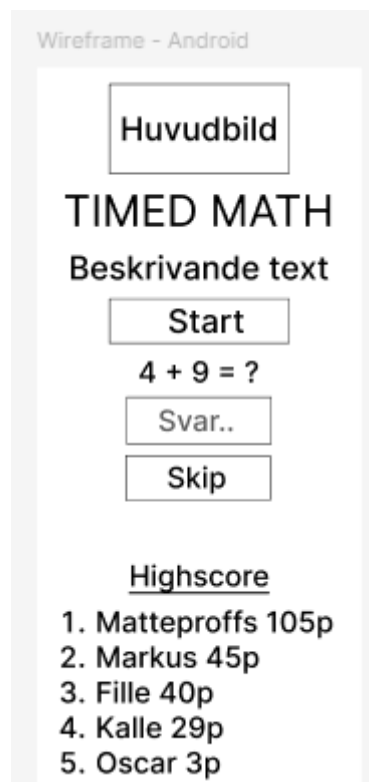 Wireframe - Android
Huvudbild
TIMED MATH
Beskrivande text
Start
4 + 9 = ?
Svar..
Skip
Highscore
1. Matteproffs 105p
2. Markus 45p
3. Fille 40p
4. Kalle 29p
5. Oscar 3p